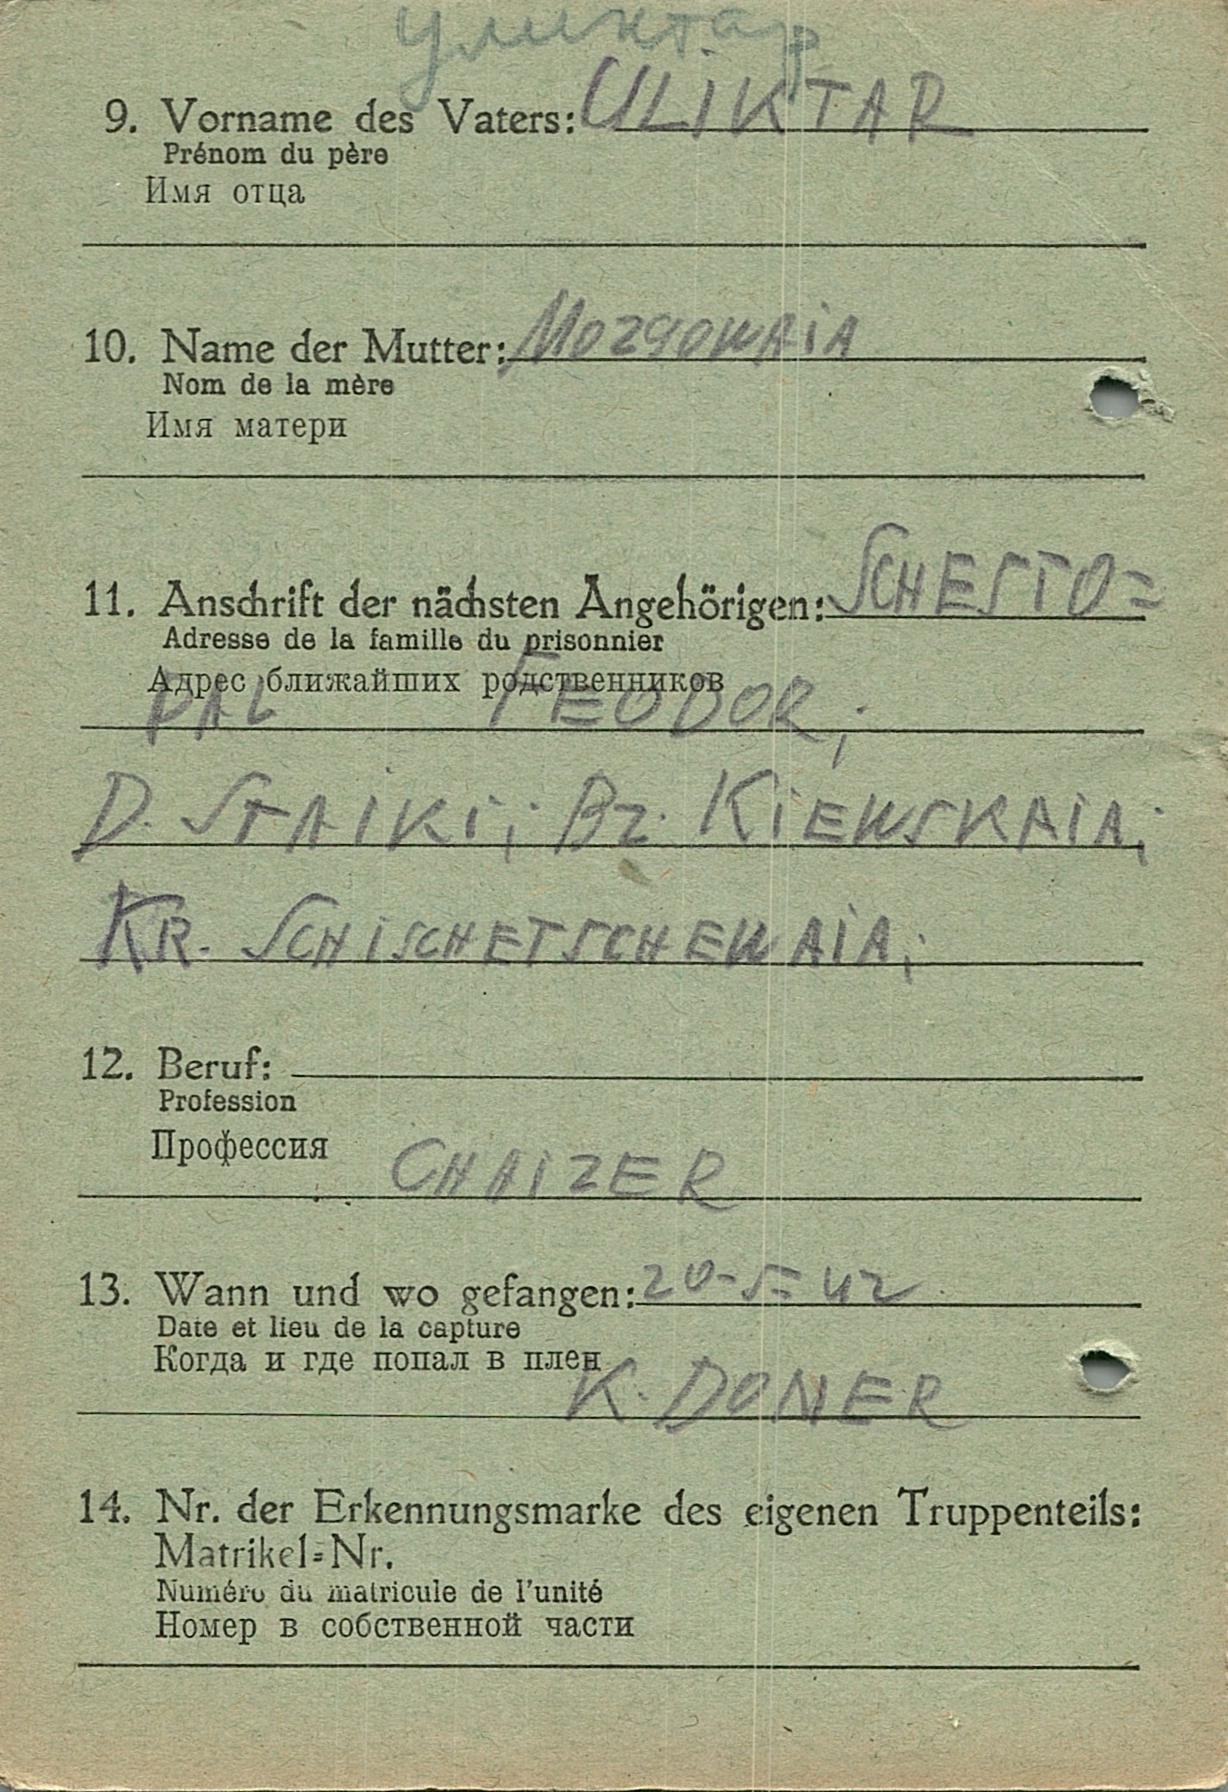 уликтар
9. Vorname des Vaters: ULIKTAR
Prénom du père
Имя отца
10. Name der Mutter: MOZGOWAIA
Nom de la mère
Имя матери
11. Anschrift der nächsten Angehörigen: SCHESTO=
Adresse de la famille du prisonnier
Адрес ближайших родственников
PAL FEODOR;
D. STAIKI; BZ. KIEWSKAIA;
KR. SCHISCHETSCHEWAIA;
12. Beruf:
Profession
Профессия
CHAIZER
13. Wann und wo gefangen: 20-5=42
Date et lieu de la capture
Когда и где попал в плен
K. DONER
14. Nr. der Erkennungsmarke des eigenen Truppenteils:
Matrikel=Nr.
Numéro du matricule de l'unité
Номер в собственной части